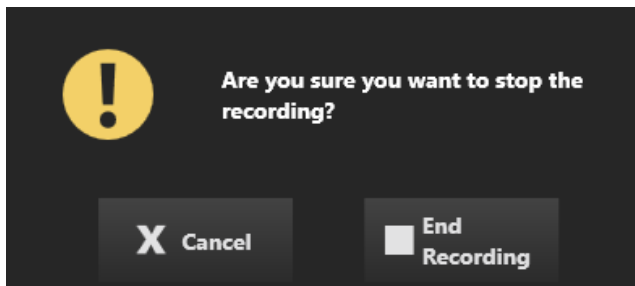 Are you sure you want to stop the
recording?
X Cancel
End
Recording